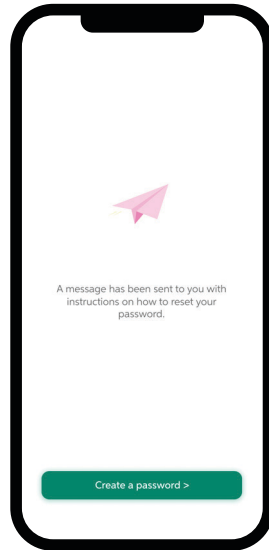 A message has been sent to you with
instructions on how to reset your
password.
Create a password >